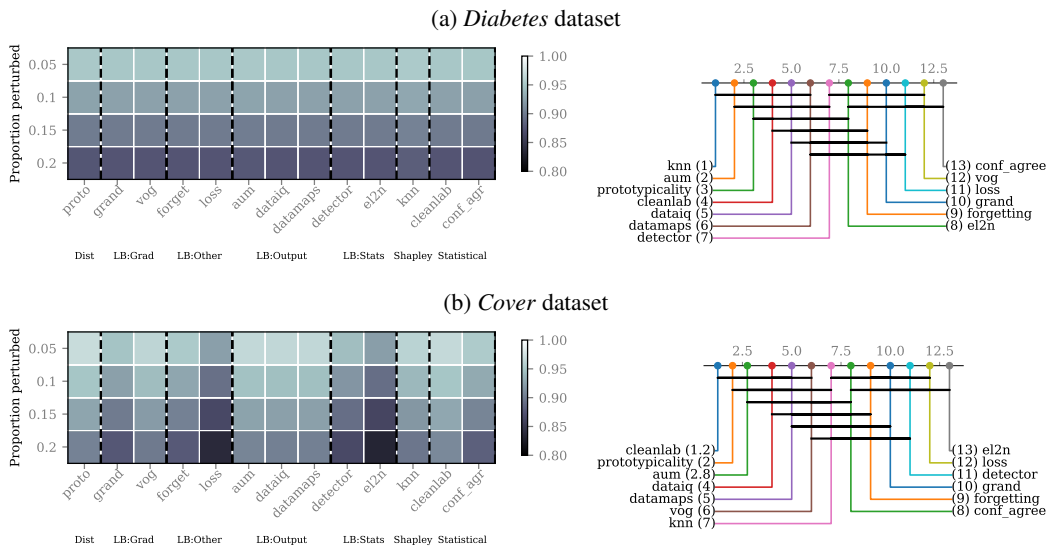 (a) Diabetes dataset
Proportion perturbed
0.05
0.1
0.15
0.2
proto
grand
vog
forget
loss
aum
dataiq
datamaps
detector
el2n
knn
cleanlab
conf_agr
Dist LB:Grad LB:Other LB:Output LB:Stats Shapley Statistical
1.00
0.95
0.90
0.85
0.80
2.5 5.0 7.5 10.0 12.5
knn (1)
aum (2)
prototypicality (3)
cleanlab (4)
dataiq (5)
datamaps (6)
detector (7)
(13) conf_agree
(12) vog
(11) loss
(10) grand
(9) forgetting
(8) el2n
(b) Cover dataset
Proportion perturbed
0.05
0.1
0.15
0.2
proto
grand
vog
forget
loss
aum
dataiq
datamaps
detector
el2n
knn
cleanlab
conf_agr
Dist LB:Grad LB:Other LB:Output LB:Stats Shapley Statistical
1.00
0.95
0.90
0.85
0.80
2.5 5.0 7.5 10.0 12.5
cleanlab (1.2)
prototypicality (2)
aum (2.8)
dataiq (4)
datamaps (5)
vog (6)
knn (7)
(13) el2n
(12) loss
(11) detector
(10) grand
(9) forgetting
(8) conf_agree